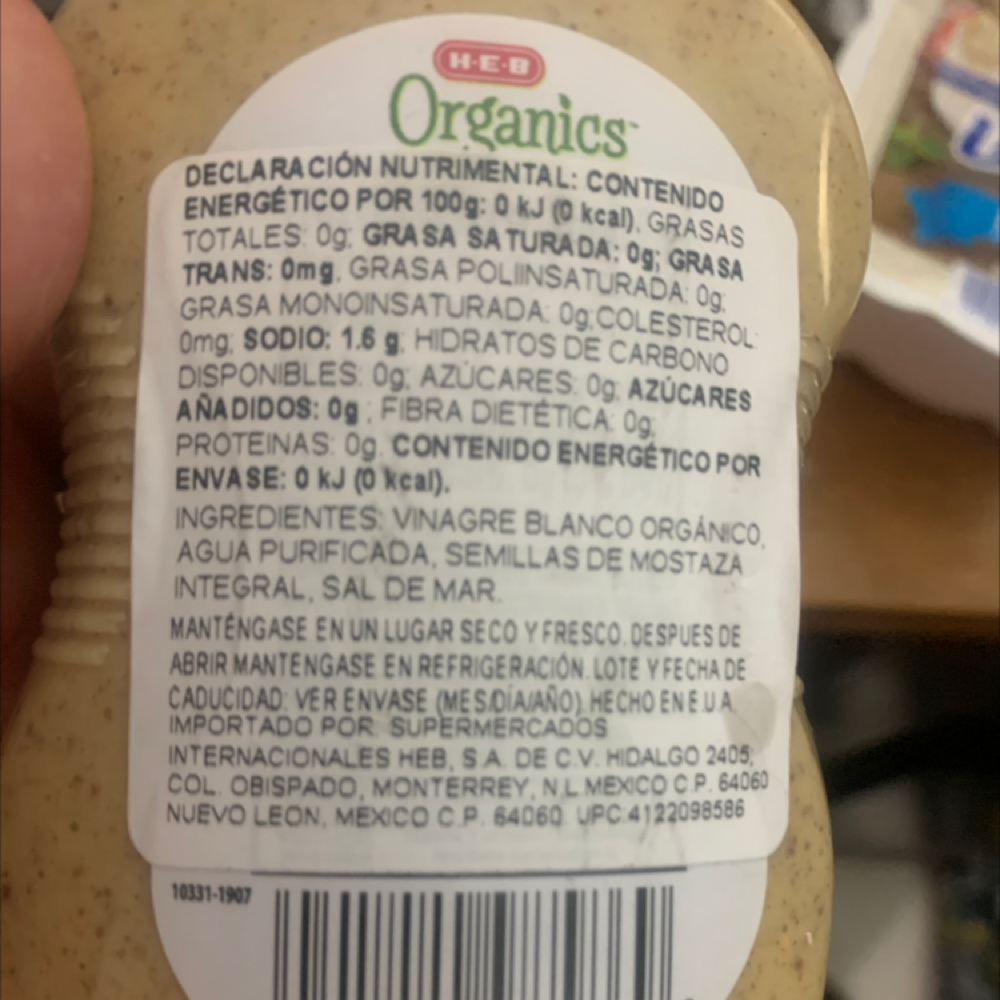 H-E-B
Organics™
DECLARACIÓN NUTRIMENTAL: CONTENIDO
ENERGÉTICO POR 100g: 0 kJ (0 kcal), GRASAS
TOTALES: 0g; GRASA SATURADA: 0g; GRASA
TRANS: 0mg, GRASA POLIINSATURADA: 0g;
GRASA MONOINSATURADA: 0g,COLESTEROL:
0mg; SODIO: 1.6 g; HIDRATOS DE CARBONO
DISPONIBLES: 0g; AZÚCARES: 0g; AZÚCARES
AÑADIDOS: 0g ; FIBRA DIETÉTICA: 0g;
PROTEINAS: 0g. CONTENIDO ENERGÉTICO POR
ENVASE: 0 kJ (0 kcal).
INGREDIENTES: VINAGRE BLANCO ORGÁNICO,
AGUA PURIFICADA, SEMILLAS DE MOSTAZA
INTEGRAL, SAL DE MAR.
MANTÉNGASE EN UN LUGAR SECO Y FRESCO. DESPUES DE
ABRIR MANTENGASE EN REFRIGERACIÓN. LOTE Y FECHA DE
CADUCIDAD: VER ENVASE (MES/DÍA/AÑO). HECHO EN E.U.A.
IMPORTADO POR: SUPERMERCADOS
INTERNACIONALES HEB, S.A. DE C.V. HIDALGO 2405;
COL. OBISPADO, MONTERREY, N.L MEXICO C.P. 64060
NUEVO LEON, MEXICO C.P. 64060 UPC:4122098586
10331-1907